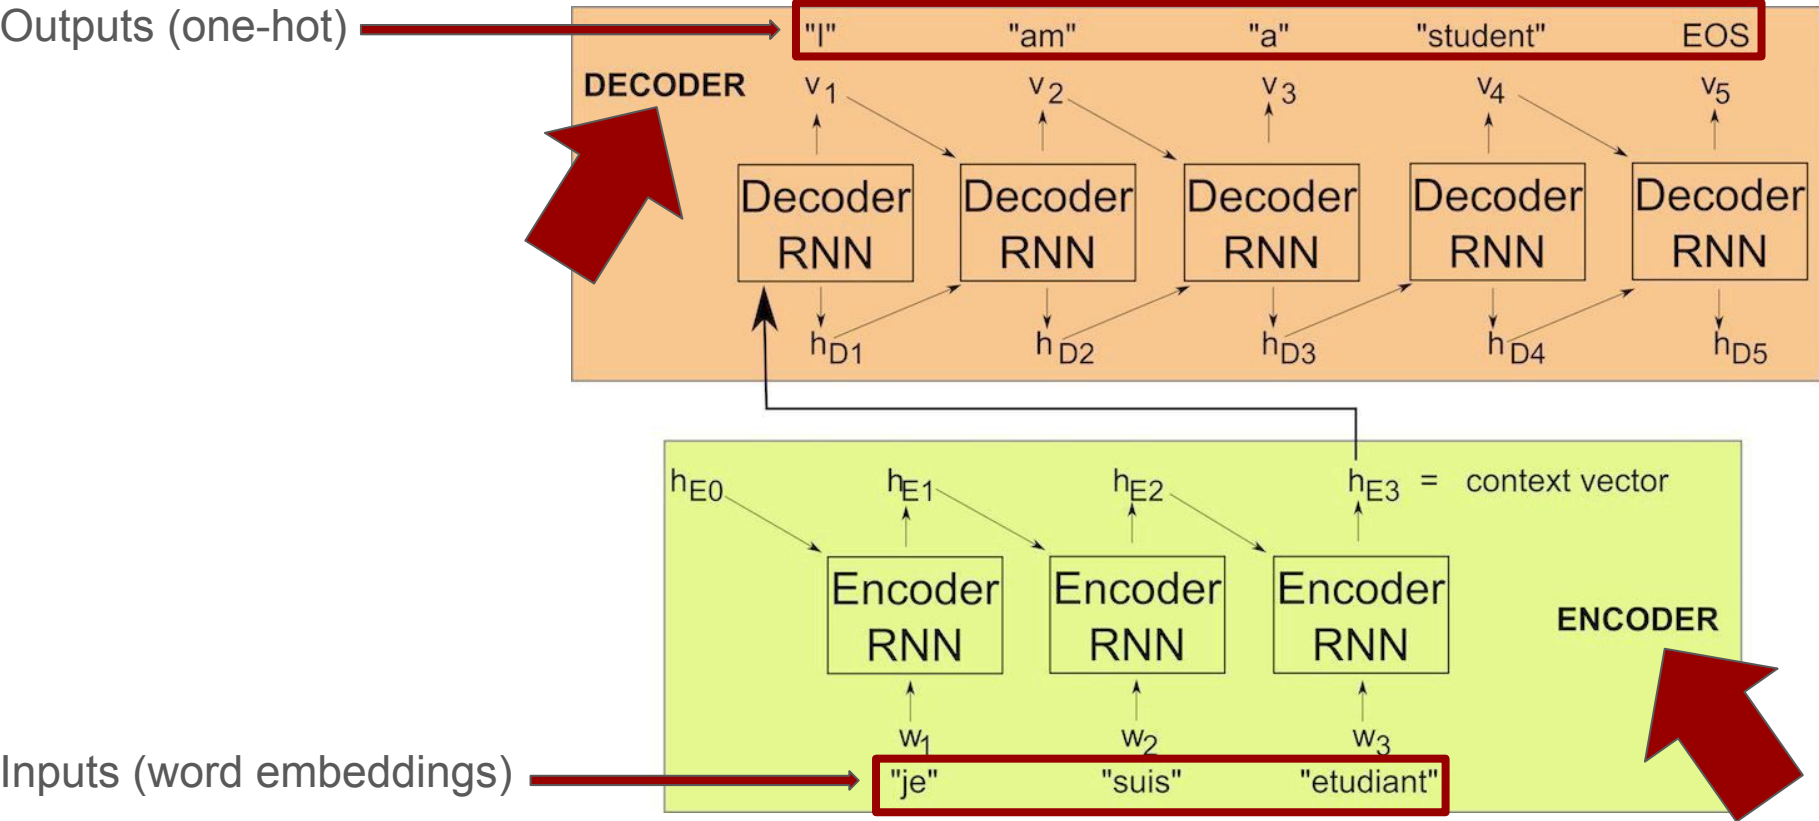 Outputs (one-hot)
"I" "am" "a" "student" EOS
DECODER
v1 v2 v3 v4 v5
Decoder RNN
Decoder RNN
Decoder RNN
Decoder RNN
Decoder RNN
hD1 hD2 hD3 hD4 hD5
hE0 hE1 hE2 hE3 = context vector
Encoder RNN
Encoder RNN
Encoder RNN
ENCODER
w1 w2 w3
Inputs (word embeddings)
"je" "suis" "etudiant"